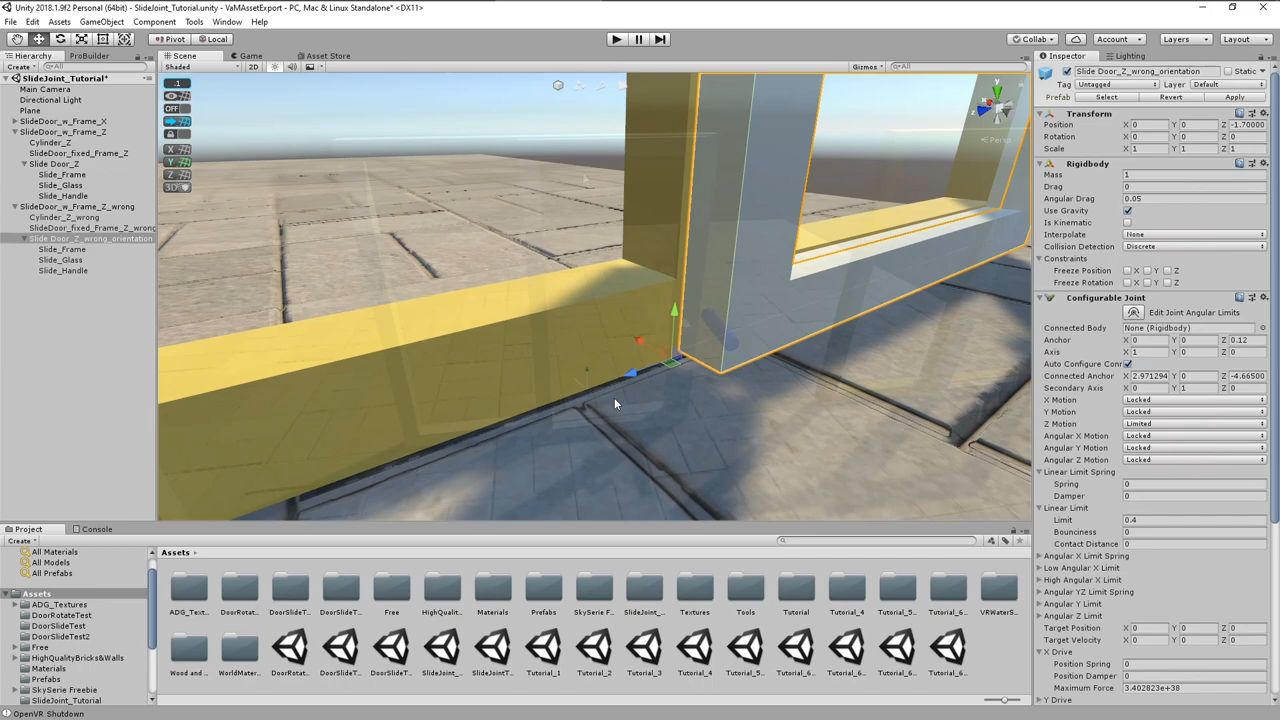 Unity 2018.1.9f2 Personal (64bit) - SlideJoint_Tutorial.unity - VaMAssetExport - PC, Mac & Linux Standalone* <DX11>
File Edit Assets GameObject Component Tools Window Help
Pivot Local Collab Account Layers Layout
Hierarchy ProBuilder Scene Game Asset Store Inspector Lighting
Create All Shaded 2D Gizmos All
SlideJoint_Tutorial*
Main Camera
Directional Light
Plane
SlideDoor_w_Frame_X
SlideDoor_w_Frame_Z
Cylinder_Z
SlideDoor_fixed_Frame_Z
Slide Door_Z
Slide_Frame
Slide_Glass
Slide_Handle
Slide_w_Frame_Z_wrong
Cylinder_Z_wrong
SlideDoor_fixed_Frame_Z_wrong
Slide Door_Z_wrong_orientation
Slide_Frame
Slide_Glass
Slide_Handle
.1
OFF
X
Y
Z
3D
y
z
Persp
Slide Door_Z_wrong_orientation Static
Tag Untagged Layer Default
Prefab Select Revert Apply
Transform
Position X 0 Y 0 Z -1.70000
Rotation X 0 Y 0 Z 0
Scale X 1 Y 1 Z 1
Rigidbody
Mass 1
Drag 0
Angular Drag 0.05
Use Gravity
Is Kinematic
Interpolate None
Collision Detection Discrete
Constraints
Freeze Position X Y Z
Freeze Rotation X Y Z
Configurable Joint
Edit Joint Angular Limits
Connected Body None (Rigidbody)
Anchor X 0 Y 0 Z 0.12
Axis X 1 Y 0 Z 0
Auto Configure Conr
Connected Anchor X 2.971294 Y 0 Z -4.66500
Secondary Axis X 0 Y 1 Z 0
X Motion Locked
Y Motion Locked
Z Motion Limited
Angular X Motion Locked
Angular Y Motion Locked
Angular Z Motion Locked
Linear Limit Spring
Spring 0
Damper 0
Linear Limit
Limit 0.4
Bounciness 0
Contact Distance 0
Angular X Limit Spring
Low Angular X Limit
High Angular X Limit
Angular YZ Limit Spring
Angular Y Limit
Angular Z Limit
Target Position X 0 Y 0 Z 0
Target Velocity X 0 Y 0 Z 0
X Drive
Position Spring 0
Position Damper 0
Maximum Force 3.402823e+38
Y Drive
Project Console
Create
All Materials
All Models
All Prefabs
Assets
ADG_Textures
DoorRotateTest
DoorSlideTest
DoorSlideTest2
Free
HighQualityBricks&Walls
Materials
Prefabs
SkySerie Freebie
SlideJoint_Tutorial
Assets
ADG_Text... DoorRotat... DoorSlideT... DoorSlideT... Free HighQualit... Materials Prefabs SkySerie F... SlideJoint_... Textures Tools Tutorial Tutorial_4 Tutorial_5... Tutorial_6... VRWaterS...
Wood and ... WorldMater... DoorRotat... DoorSlideT... DoorSlideT... SlideJoint_... SlideJointT... Tutorial_1 Tutorial_2 Tutorial_3 Tutorial_4 Tutorial_5... Tutorial_6... Tutorial_6... Tutorial_6... Tutorial_6...
OpenVR Shutdown